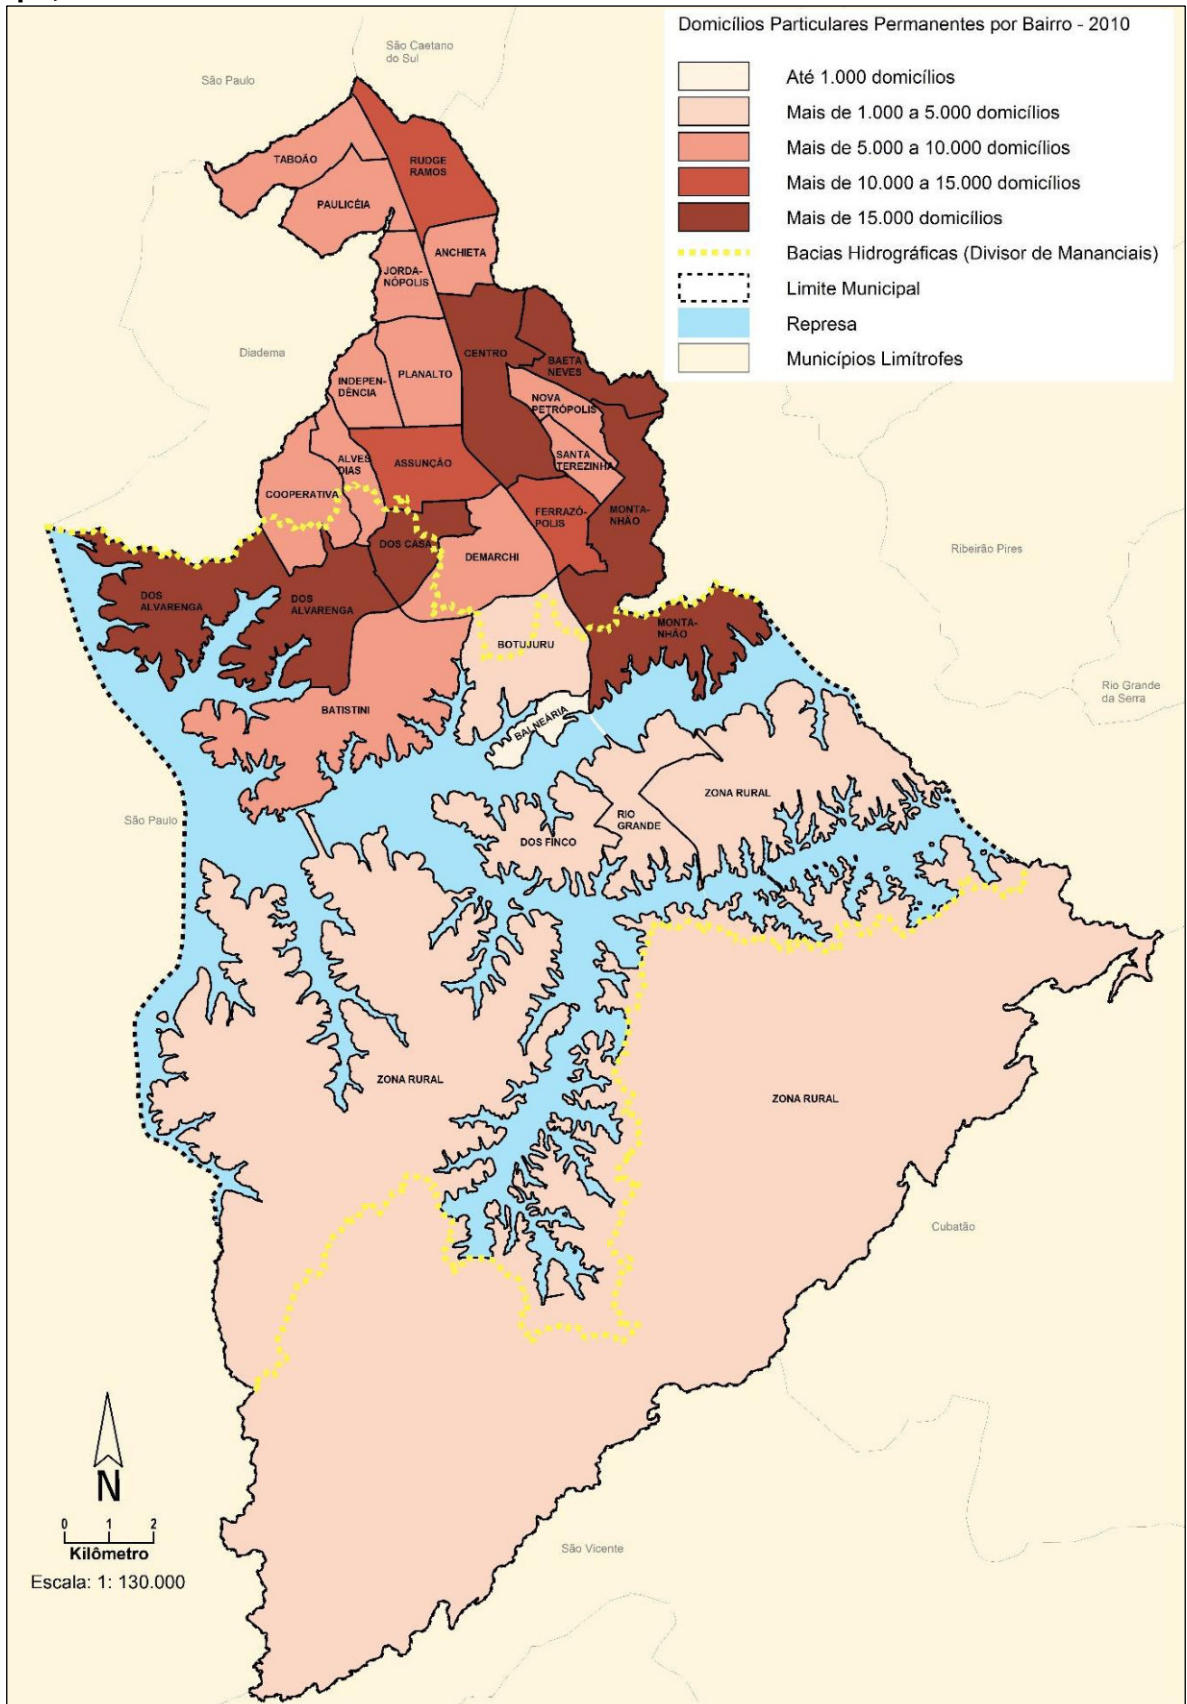 Domicílios Particulares Permanentes por Bairro - 2010
Até 1.000 domicílios
Mais de 1.000 a 5.000 domicílios
Mais de 5.000 a 10.000 domicílios
Mais de 10.000 a 15.000 domicílios
Mais de 15.000 domicílios
Bacias Hidrográficas (Divisor de Mananciais)
Limite Municipal
Represa
Municípios Limítrofes
São Caetano
do Sul
São Paulo
TABOÃO
RUDGE
RAMOS
PAULICÉIA
ANCHIETA
JORDA-
NÓPOLIS
Diadema
CENTRO
BAETA
NEVES
PLANALTO
INDEPEN-
DÊNCIA
NOVA
PETRÓPOLIS
ALVES
DIAS
ASSUNÇÃO
SANTA
TEREZINHA
COOPERATIVA
FERRAZÓ-
POLIS
MONTA-
NHÃO
DOS CASA
DEMARCHI
Ribeirão Pires
DOS
ALVARENGA
DOS
ALVARENGA
MONTA-
NHÃO
BOTUJURU
Rio Grande
da Serra
BATISTINI
BALNEÁRIA
ZONA RURAL
São Paulo
RIO
GRANDE
DOS FINCO
ZONA RURAL
ZONA RURAL
Cubatão
N
0 1 2
Kilômetro
São Vicente
Escala: 1: 130.000